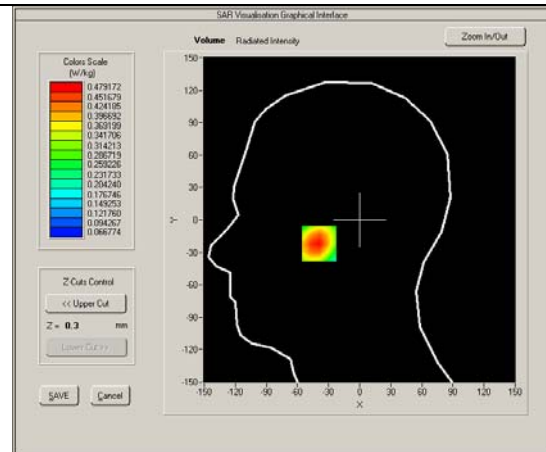 SAR Visualisation Graphical Interface
Volume Radiated Intensity
Zoom In/Out
Colors Scale
(W/kg)
0.479172
0.451679
0.424185
0.396692
0.369199
0.341706
0.314213
0.286719
0.259226
0.231733
0.204240
0.176746
0.149253
0.121760
0.094267
0.066774
Z Cuts Control
<< Upper Cut
Z = 0.3 mm
Lower Cut >>
SAVE Cancel
150-
120-
90-
60-
30-
Y
0-
-30-
-60-
-90-
-120-
-150-
-150 -120 -90 -60 -30 0 30 60 90 120 150
X